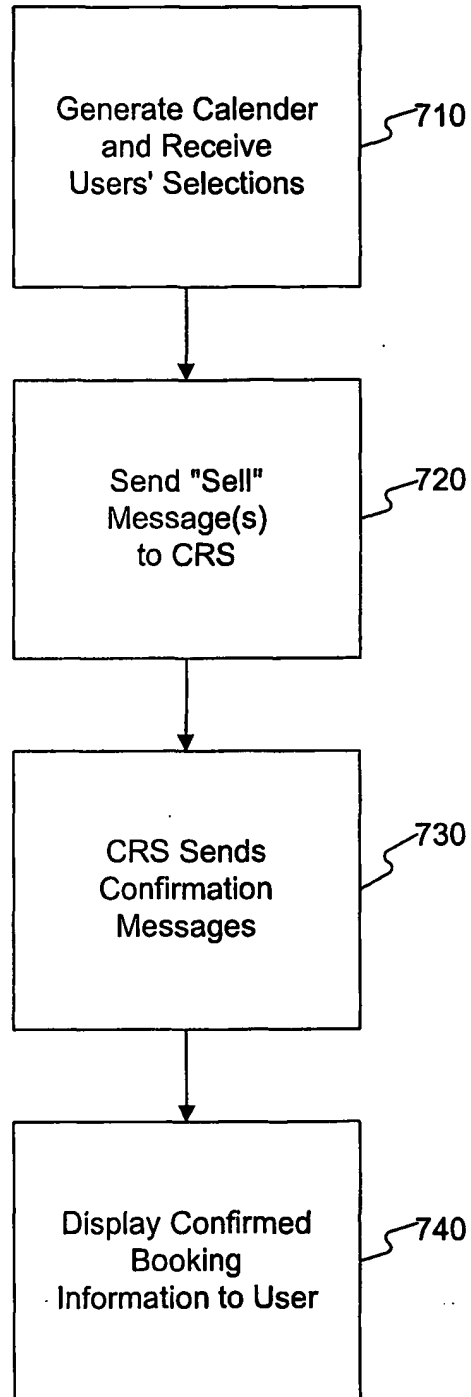 Generate Calender
and Receive
Users' Selections
710
Send "Sell"
Message(s)
to CRS
720
CRS Sends
Confirmation
Messages
730
Display Confirmed
Booking
Information to User
740